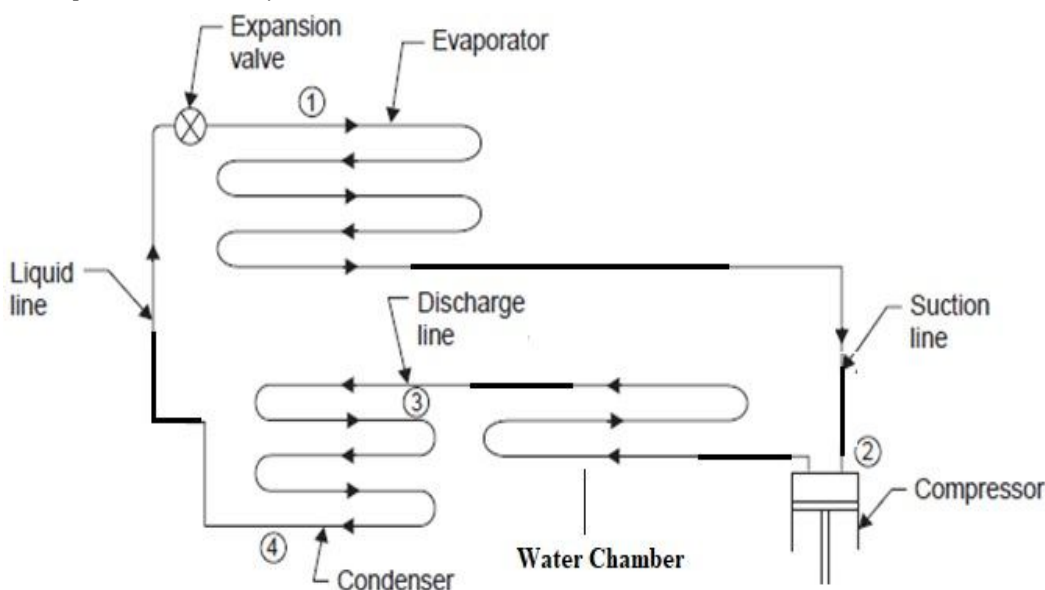 Expansion
valve
Evaporator
①
Liquid
line
Discharge
line
Suction
line
③
②
Compressor
④
Condenser
Water Chamber